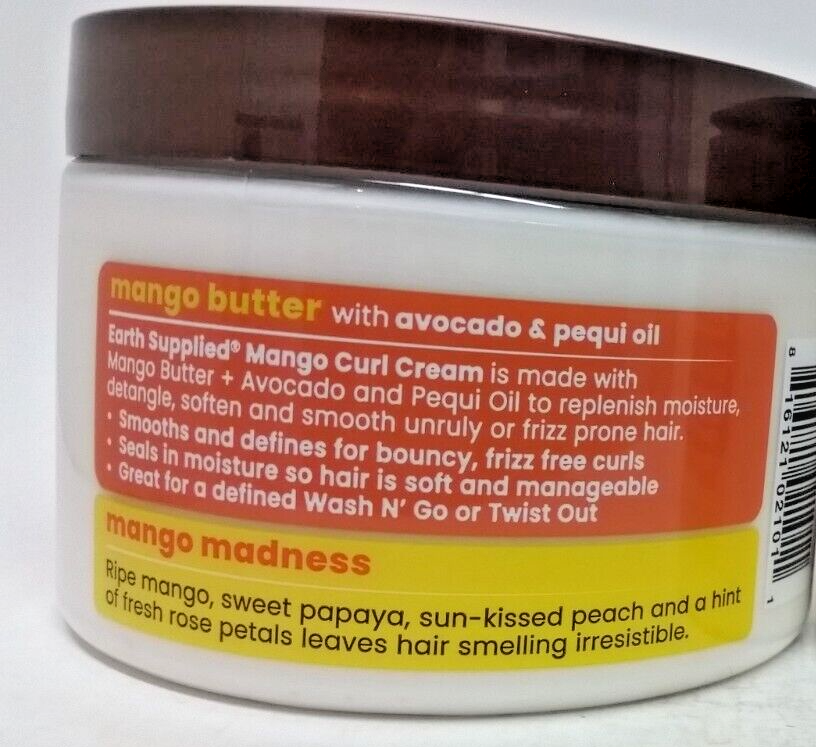 mango butter with avocado & pequi oil
Earth Supplied® Mango Curl Cream is made with
Mango Butter + Avocado and Pequi Oil to replenish moisture,
detangle, soften and smooth unruly or frizz prone hair.
• Smooths and defines for bouncy, frizz free curls
• Seals in moisture so hair is soft and manageable
• Great for a defined Wash N' Go or Twist Out
mango madness
Ripe mango, sweet papaya, sun-kissed peach and a hint
of fresh rose petals leaves hair smelling irresistible.
8 16121 02101 1